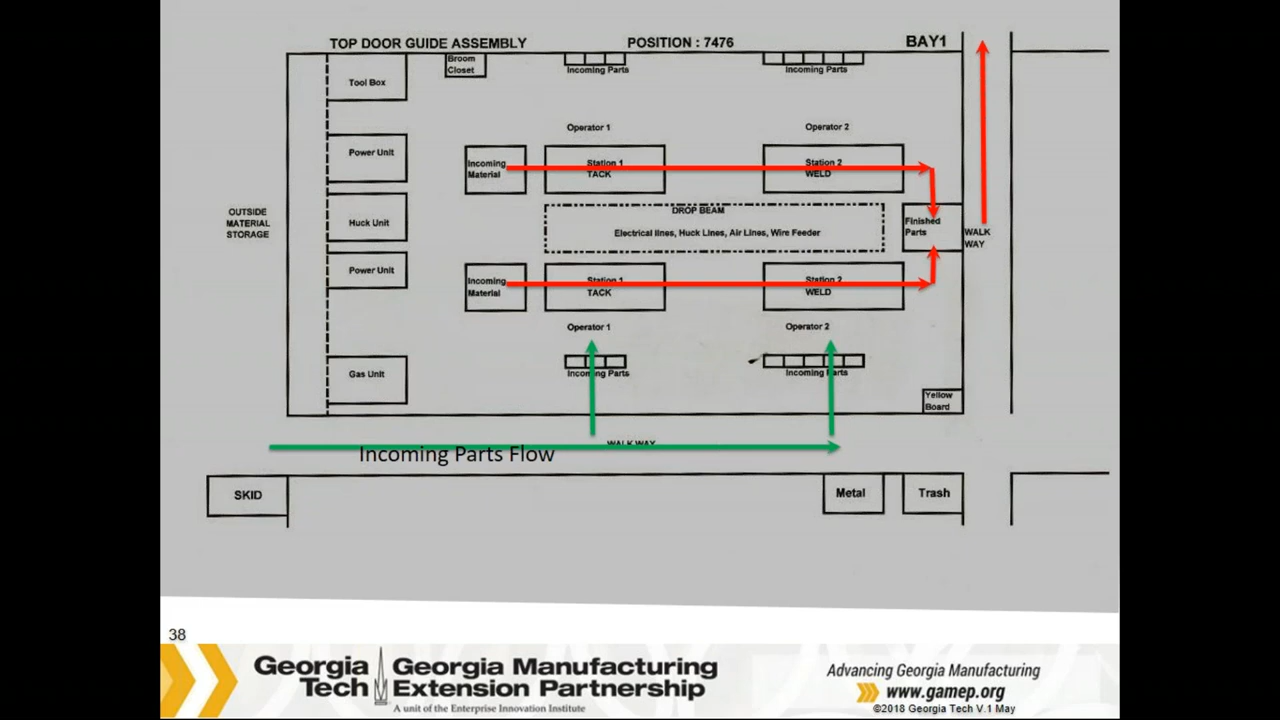 TOP DOOR GUIDE ASSEMBLY POSITION : 7476 BAY1
Broom
Closet
Incoming Parts
Incoming Parts
Tool Box
Operator 1
Operator 2
Power Unit
Incoming
Material
Station 1
TACK
Station 2
WELD
OUTSIDE
MATERIAL
STORAGE
Huck Unit
DROP BEAM
Electrical lines, Huck Lines, Air Lines, Wire Feeder
Finished
Parts
WALK
WAY
Power Unit
Incoming
Material
Station 1
TACK
Station 2
WELD
Operator 1
Operator 2
Incoming Parts
Incoming Parts
Gas Unit
Yellow
Board
WALK WAY
Incoming Parts Flow
SKID
Metal
Trash
38
Georgia
Tech
Georgia Manufacturing
Extension Partnership
A unit of the Enterprise Innovation Institute
Advancing Georgia Manufacturing
www.gamep.org
©2018 Georgia Tech V.1 May